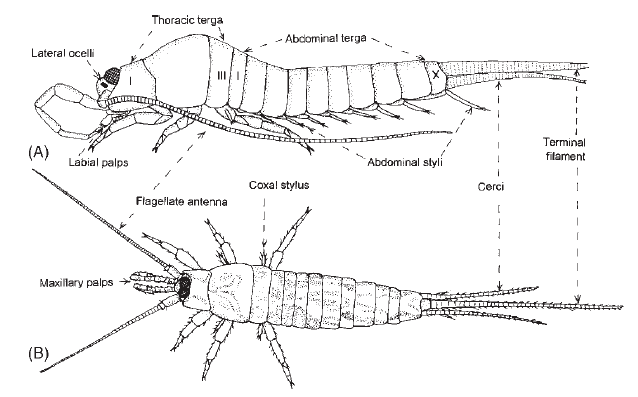 Thoracic terga
Lateral ocelli
Abdominal terga
I
III
I
X
(A)
Labial palps
Abdominal styli
Terminal
filament
Flagellate antenna
Coxal stylus
Cerci
Maxillary palps
(B)